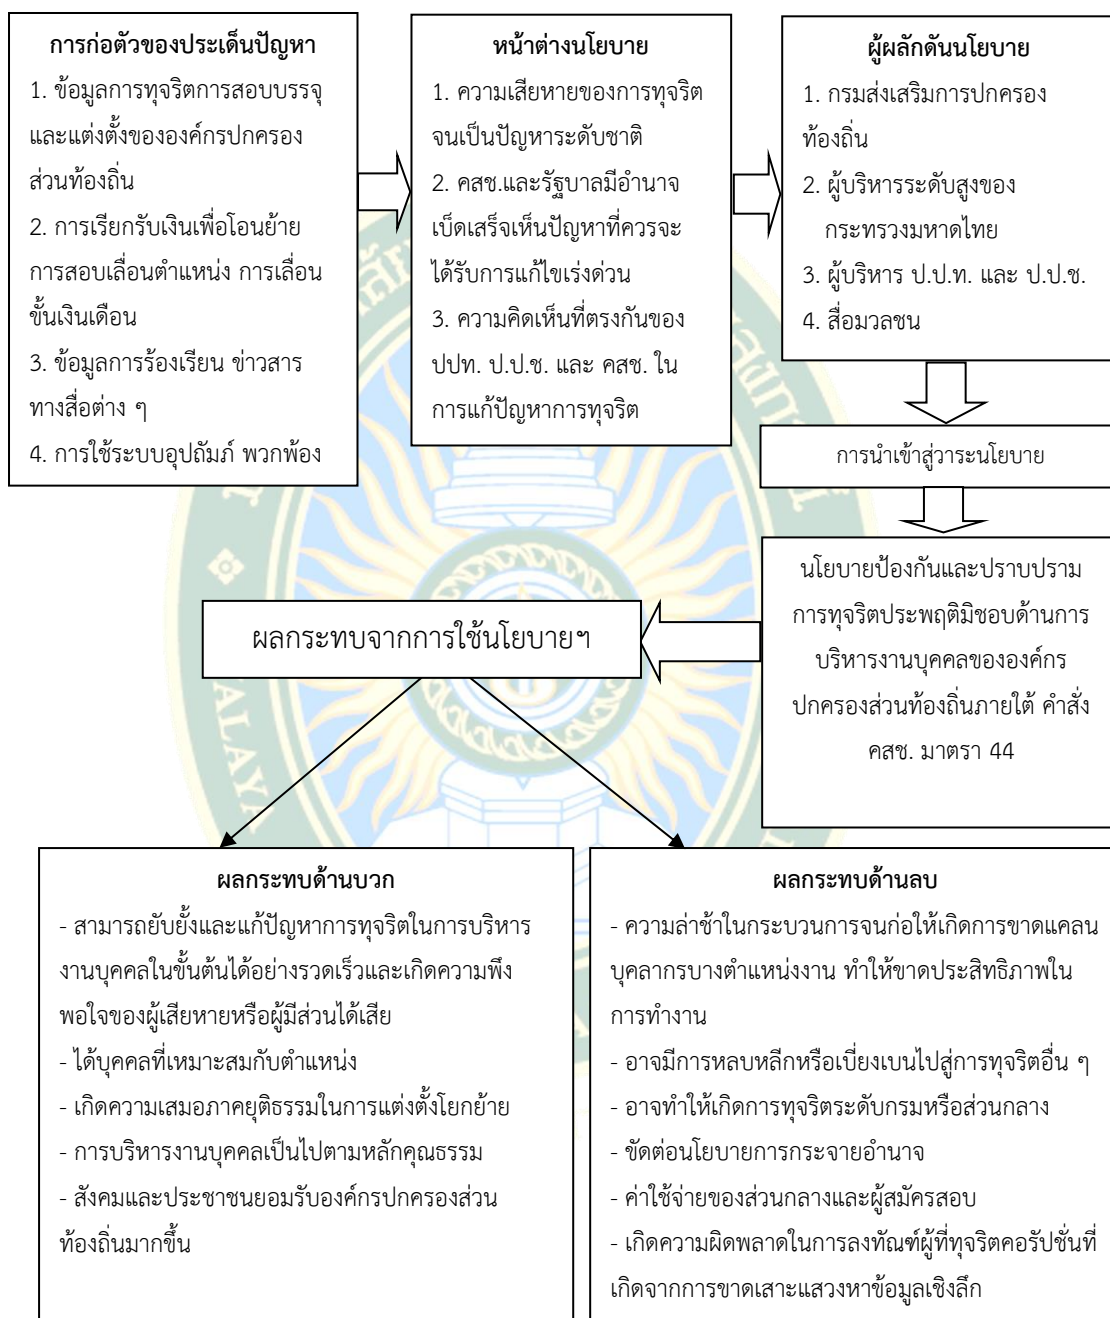 การก่อตัวของประเด็นปัญหา
1. ข้อมูลการทุจริตการสอบบรรจุ
และแต่งตั้งขององค์กรปกครอง
ส่วนท้องถิ่น
2. การเรียกรับเงินเพื่อโอนย้าย
การสอบเลื่อนตำแหน่ง การเลื่อน
ขั้นเงินเดือน
3. ข้อมูลการร้องเรียน ข่าวสาร
ทางสื่อต่าง ๆ
4. การใช้ระบบอุปถัมภ์ พวกพ้อง
หน้าต่างนโยบาย
1. ความเสียหายของการทุจริต
จนเป็นปัญหาระดับชาติ
2. คสช.และรัฐบาลมีอำนาจ
เบ็ดเสร็จเห็นปัญหาที่ควรจะ
ได้รับการแก้ไขเร่งด่วน
3. ความคิดเห็นที่ตรงกันของ
ปปท. ป.ป.ช. และ คสช. ใน
การแก้ปัญหาการทุจริต
ผู้ผลักดันนโยบาย
1. กรมส่งเสริมการปกครอง
ท้องถิ่น
2. ผู้บริหารระดับสูงของ
กระทรวงมหาดไทย
3. ผู้บริหาร ป.ป.ท. และ ป.ป.ช.
4. สื่อมวลชน
การนำเข้าสู่วาระนโยบาย
นโยบายป้องกันและปราบปราม
การทุจริตประพฤติมิชอบด้านการ
บริหารงานบุคคลขององค์กร
ปกครองส่วนท้องถิ่นภายใต้ คำสั่ง
คสช. มาตรา 44
ผลกระทบจากการใช้นโยบายฯ
ผลกระทบด้านบวก
- สามารถยับยั้งและแก้ปัญหาการทุจริตในการบริหาร
งานบุคคลในขั้นต้นได้อย่างรวดเร็วและเกิดความพึง
พอใจของผู้เสียหายหรือผู้มีส่วนได้เสีย
- ได้บุคคลที่เหมาะสมกับตำแหน่ง
- เกิดความเสมอภาคยุติธรรมในการแต่งตั้งโยกย้าย
- การบริหารงานบุคคลเป็นไปตามหลักคุณธรรม
- สังคมและประชาชนยอมรับองค์กรปกครองส่วน
ท้องถิ่นมากขึ้น
ผลกระทบด้านลบ
- ความล่าช้าในกระบวนการจนก่อให้เกิดการขาดแคลน
บุคลากรบางตำแหน่งงาน ทำให้ขาดประสิทธิภาพใน
การทำงาน
- อาจมีการหลบหลีกหรือเบี่ยงเบนไปสู่การทุจริตอื่น ๆ
- อาจทำให้เกิดการทุจริตระดับกรมหรือส่วนกลาง
- ขัดต่อนโยบายการกระจายอำนาจ
- ค่าใช้จ่ายของส่วนกลางและผู้สมัครสอบ
- เกิดความผิดพลาดในการลงทัณฑ์ผู้ที่ทุจริตคอรัปชั่นที่
เกิดจากการขาดเสาะแสวงหาข้อมูลเชิงลึก
ALAYA